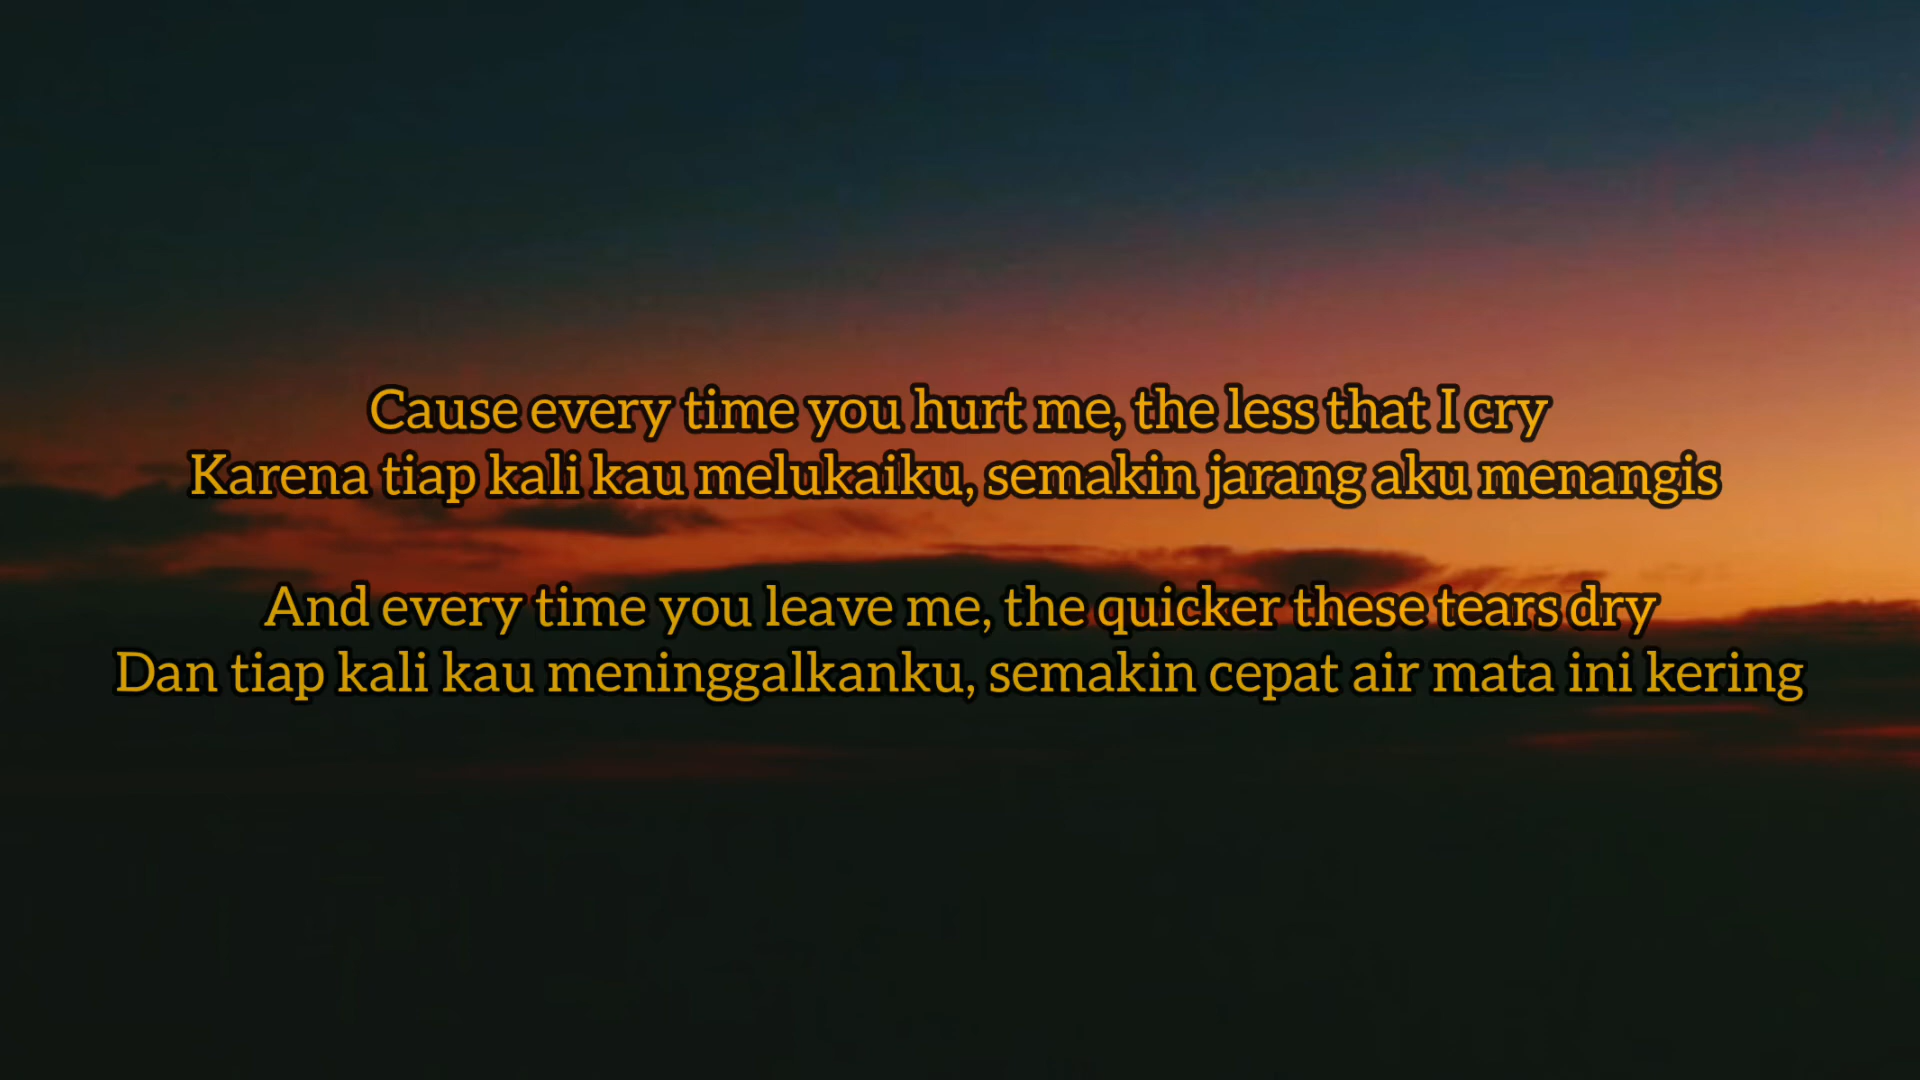 Cause every time you hurt me, the less that I cry
Karena tiap kali kau melukaiku, semakin jarang aku menangis
And every time you leave me, the quicker these tears dry
Dan tiap kali kau meninggalkanku, semakin cepat air mata ini kering